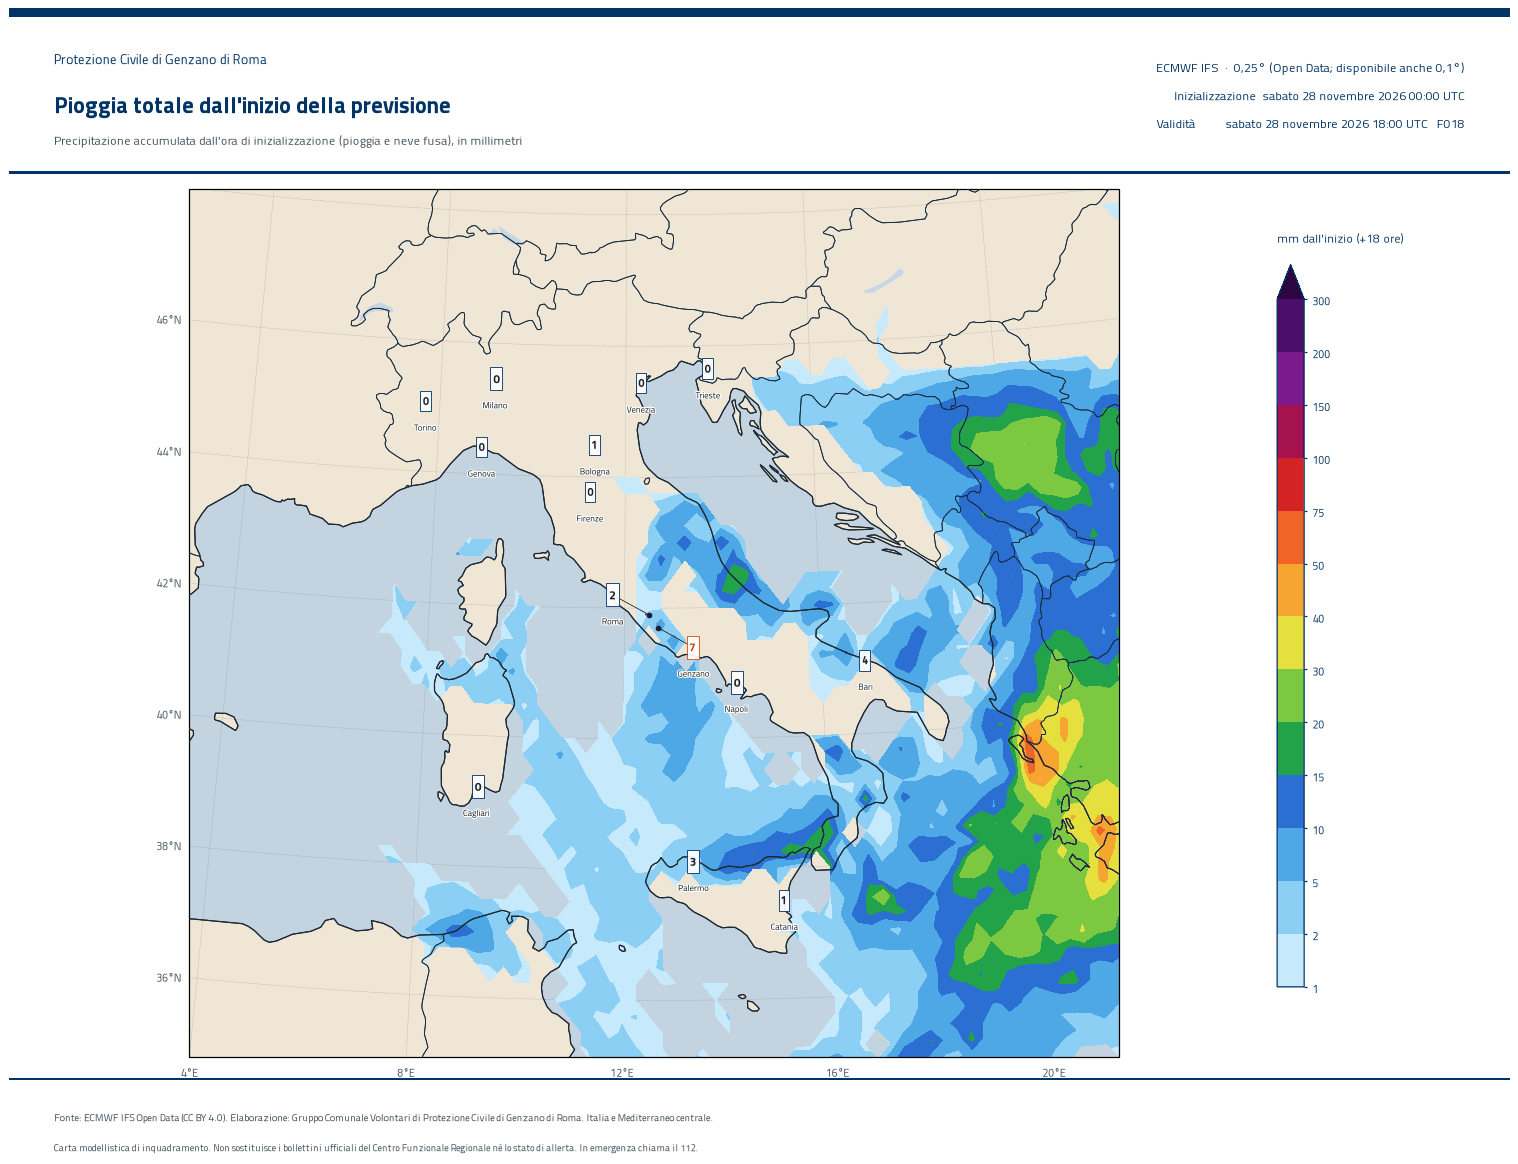 Protezione Civile di Genzano di Roma
Pioggia totale dall'inizio della previsione
Precipitazione accumulata dall'ora di inizializzazione (pioggia e neve fusa), in millimetri
ECMWF IFS · 0,25° (Open Data; disponibile anche 0,1°)
Inizializzazione sabato 28 novembre 2026 00:00 UTC
Validità sabato 28 novembre 2026 18:00 UTC F018
mm dall'inizio (+18 ore)
300
200
150
100
75
50
40
30
20
15
10
5
2
1
46°N
44°N
42°N
40°N
38°N
36°N
4°E
8°E
12°E
16°E
20°E
0
Torino
0
Milano
0
Venezia
0
Trieste
0
Genova
1
Bologna
0
Firenze
2
Roma
7
Genzano
0
Napoli
4
Bari
0
Cagliari
3
Palermo
1
Catania
Fonte: ECMWF IFS Open Data (CC BY 4.0). Elaborazione: Gruppo Comunale Volontari di Protezione Civile di Genzano di Roma. Italia e Mediterraneo centrale.
Carta modellistica di inquadramento. Non sostituisce i bollettini ufficiali del Centro Funzionale Regionale né lo stato di allerta. In emergenza chiama il 112.